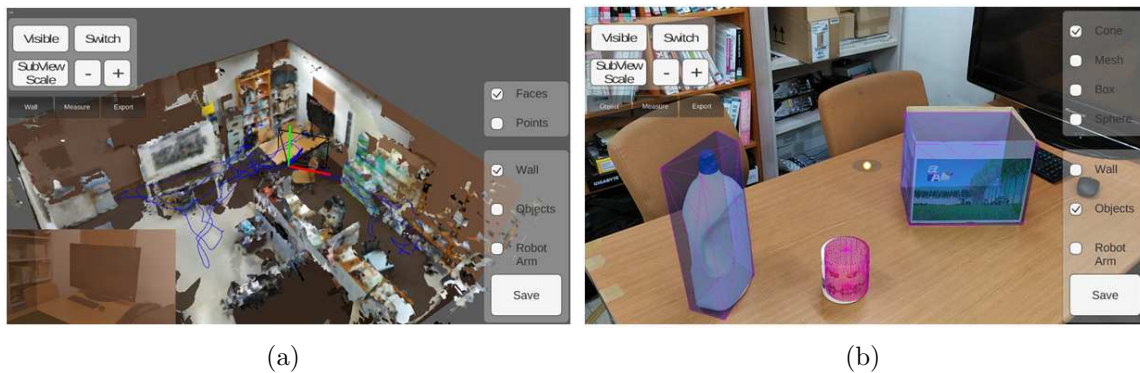 Visible
Switch
SubView
Scale
-
+
Wall
Measure
Export
Faces
Points
Wall
Objects
Robot
Arm
Save
(a)
Visible
Switch
SubView
Scale
-
+
Object
Measure
Export
Cone
Mesh
Box
Sphere
Wall
Objects
Robot
Arm
Save
GIGABYTE
(b)